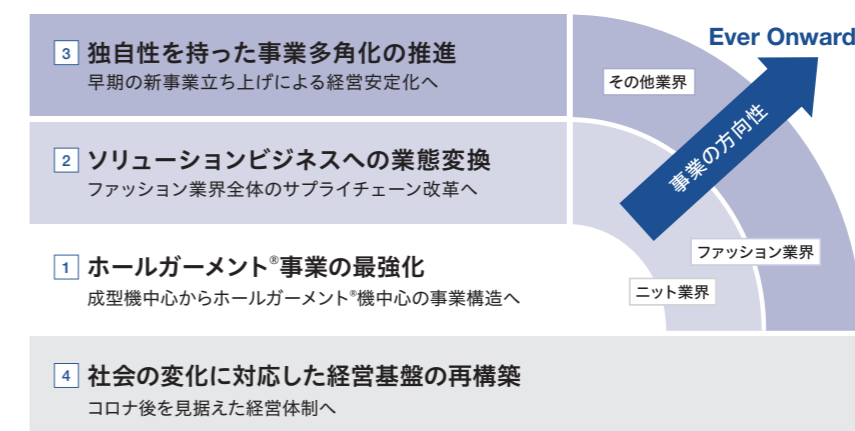 3 独自性を持った事業多角化の推進
早期の新事業立ち上げによる経営安定化へ
2 ソリューションビジネスへの業態変換
ファッション業界全体のサプライチェーン改革へ
1 ホールガーメント®事業の最強化
成型機中心からホールガーメント®機中心の事業構造へ
4 社会の変化に対応した経営基盤の再構築
コロナ後を見据えた経営体制へ
Ever Onward
その他業界
事業の方向性
ファッション業界
ニット業界